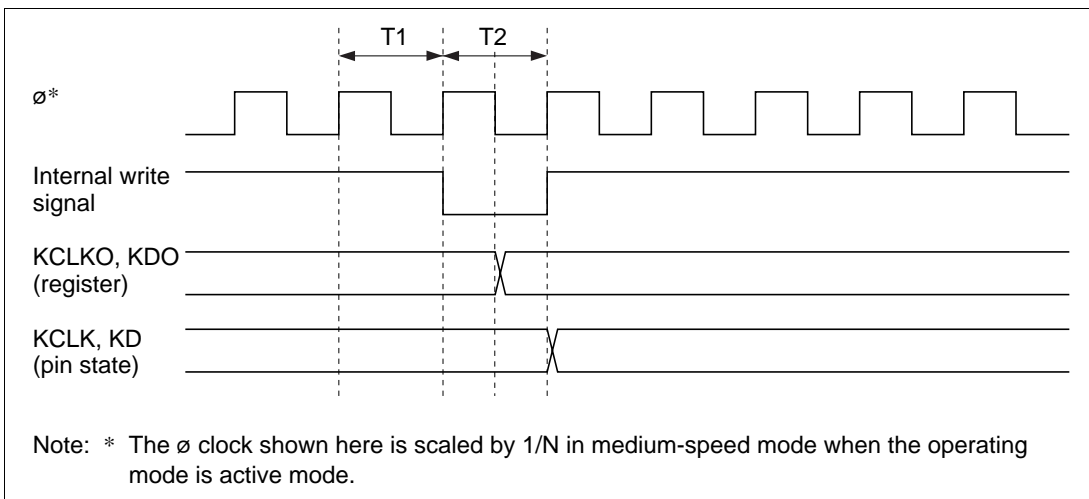 T1 T2
ø*
Internal write
signal
KCLKO, KDO
(register)
KCLK, KD
(pin state)
Note: * The ø clock shown here is scaled by 1/N in medium-speed mode when the operating
mode is active mode.